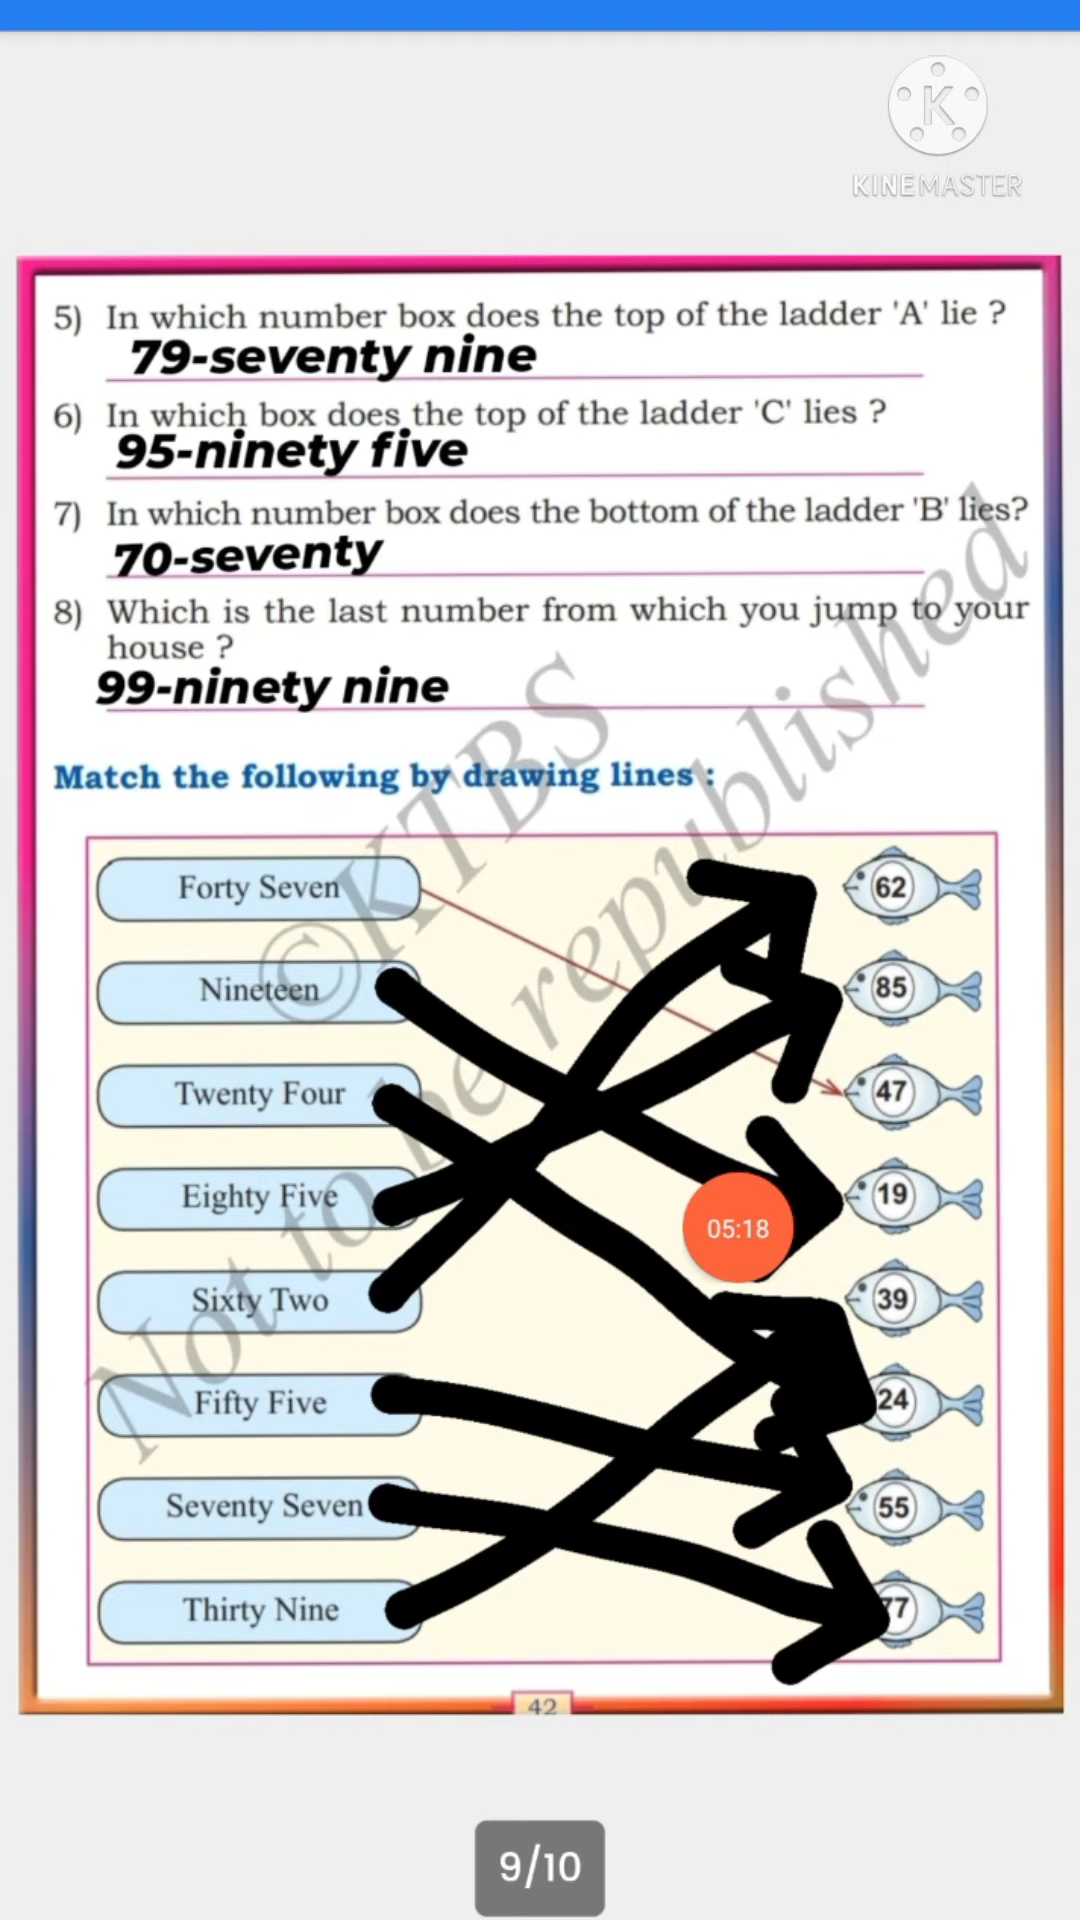 K
KINEMASTER
5) In which number box does the top of the ladder 'A' lie ?
79-seventy nine
6) In which box does the top of the ladder 'C' lies ?
95-ninety five
7) In which number box does the bottom of the ladder 'B' lies?
70-seventy
8) Which is the last number from which you jump to your
house ?
99-ninety nine
Match the following by drawing lines :
Forty Seven 62
Nineteen 85
Twenty Four 47
Eighty Five 19
05:18
Sixty Two 39
Fifty Five 24
Seventy Seven 55
Thirty Nine 77
©KTBS
Not to be republished
42
9/10